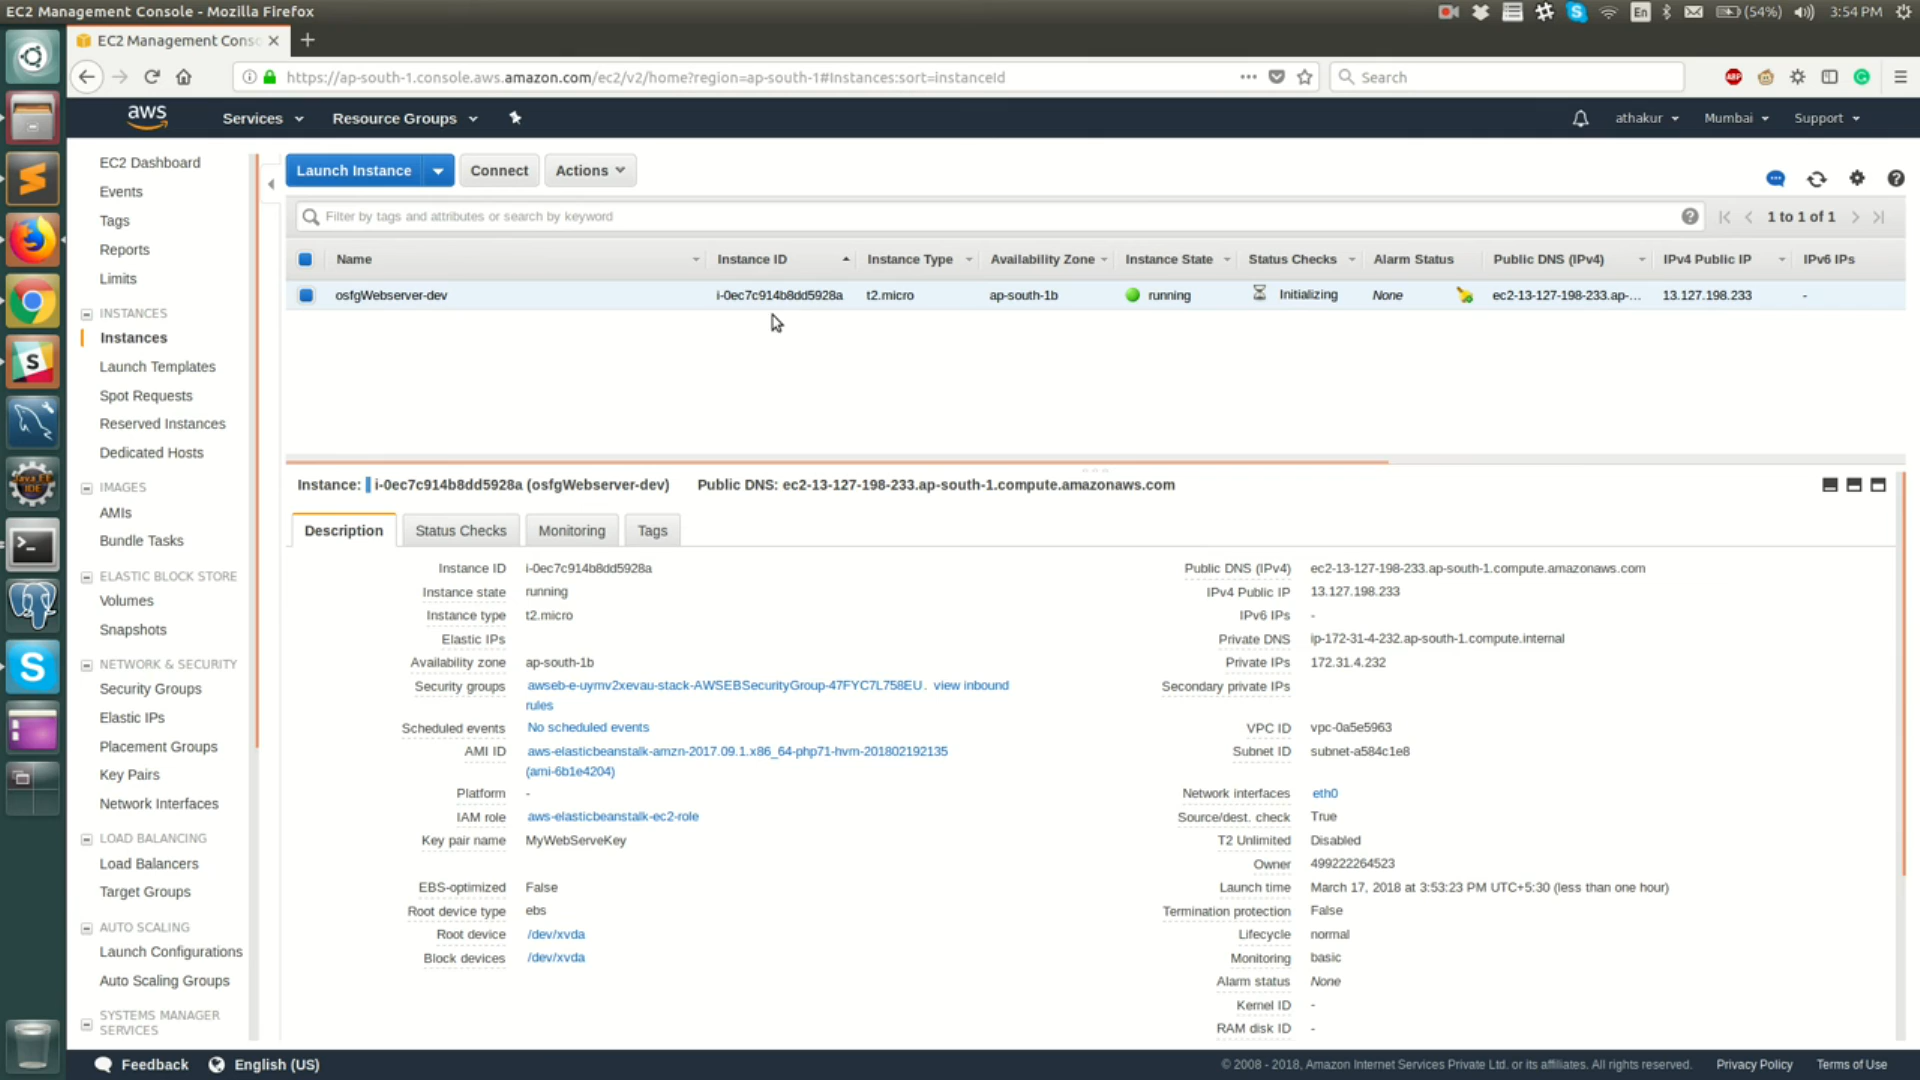 EC2 Management Console - Mozilla Firefox
En
(54%)
3:54 PM
EC2 Management Conso
https://ap-south-1.console.aws.amazon.com/ec2/v2/home?region=ap-south-1#Instances:sort=instanceId
Search
ABP
aws
Services
Resource Groups
athakur
Mumbai
Support
EC2 Dashboard
Events
Tags
Reports
Limits
INSTANCES
Instances
Launch Templates
Spot Requests
Reserved Instances
Dedicated Hosts
IMAGES
AMIs
Bundle Tasks
ELASTIC BLOCK STORE
Volumes
Snapshots
NETWORK & SECURITY
Security Groups
Elastic IPs
Placement Groups
Key Pairs
Network Interfaces
LOAD BALANCING
Load Balancers
Target Groups
AUTO SCALING
Launch Configurations
Auto Scaling Groups
SYSTEMS MANAGER
SERVICES
Launch Instance
Connect
Actions
Filter by tags and attributes or search by keyword
1 to 1 of 1
Name Instance ID Instance Type Availability Zone Instance State Status Checks Alarm Status Public DNS (IPv4) IPv4 Public IP IPv6 IPs
osfgWebserver-dev i-0ec7c914b8dd5928a t2.micro ap-south-1b running Initializing None ec2-13-127-198-233.ap-... 13.127.198.233 -
Instance: i-0ec7c914b8dd5928a (osfgWebserver-dev) Public DNS: ec2-13-127-198-233.ap-south-1.compute.amazonaws.com
Description
Status Checks
Monitoring
Tags
Instance ID i-0ec7c914b8dd5928a
Instance state running
Instance type t2.micro
Elastic IPs
Availability zone ap-south-1b
Security groups awseb-e-uymv2xevau-stack-AWSEBSecurityGroup-47FYC7L758EU. view inbound
rules
Scheduled events No scheduled events
AMI ID aws-elasticbeanstalk-amzn-2017.09.1.x86_64-php71-hvm-201802192135
(ami-6b1e4204)
Platform -
IAM role aws-elasticbeanstalk-ec2-role
Key pair name MyWebServeKey
EBS-optimized False
Root device type ebs
Root device /dev/xvda
Block devices /dev/xvda
Public DNS (IPv4) ec2-13-127-198-233.ap-south-1.compute.amazonaws.com
IPv4 Public IP 13.127.198.233
IPv6 IPs -
Private DNS ip-172-31-4-232.ap-south-1.compute.internal
Private IPs 172.31.4.232
Secondary private IPs
VPC ID vpc-0a5e5963
Subnet ID subnet-a584c1e8
Network interfaces eth0
Source/dest. check True
T2 Unlimited Disabled
Owner 499222264523
Launch time March 17, 2018 at 3:53:23 PM UTC+5:30 (less than one hour)
Termination protection False
Lifecycle normal
Monitoring basic
Alarm status None
Kernel ID -
RAM disk ID -
Feedback
English (US)
© 2008 - 2018, Amazon Internet Services Private Ltd. or its affiliates. All rights reserved.
Privacy Policy
Terms of Use